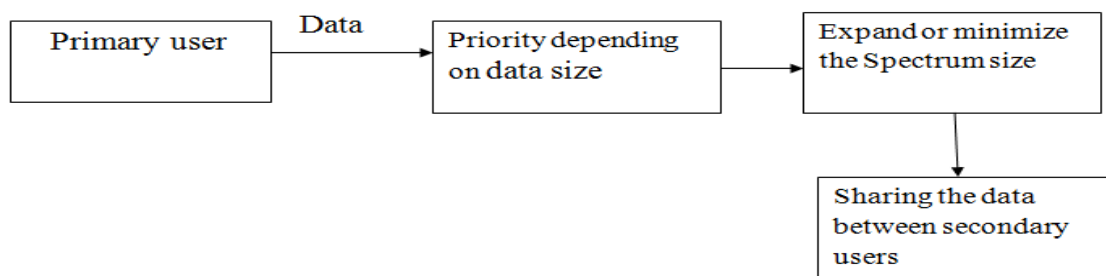 Primary user
Data
Priority depending
on data size
Expand or minimize
the Spectrum size
Sharing the data
between secondary
users